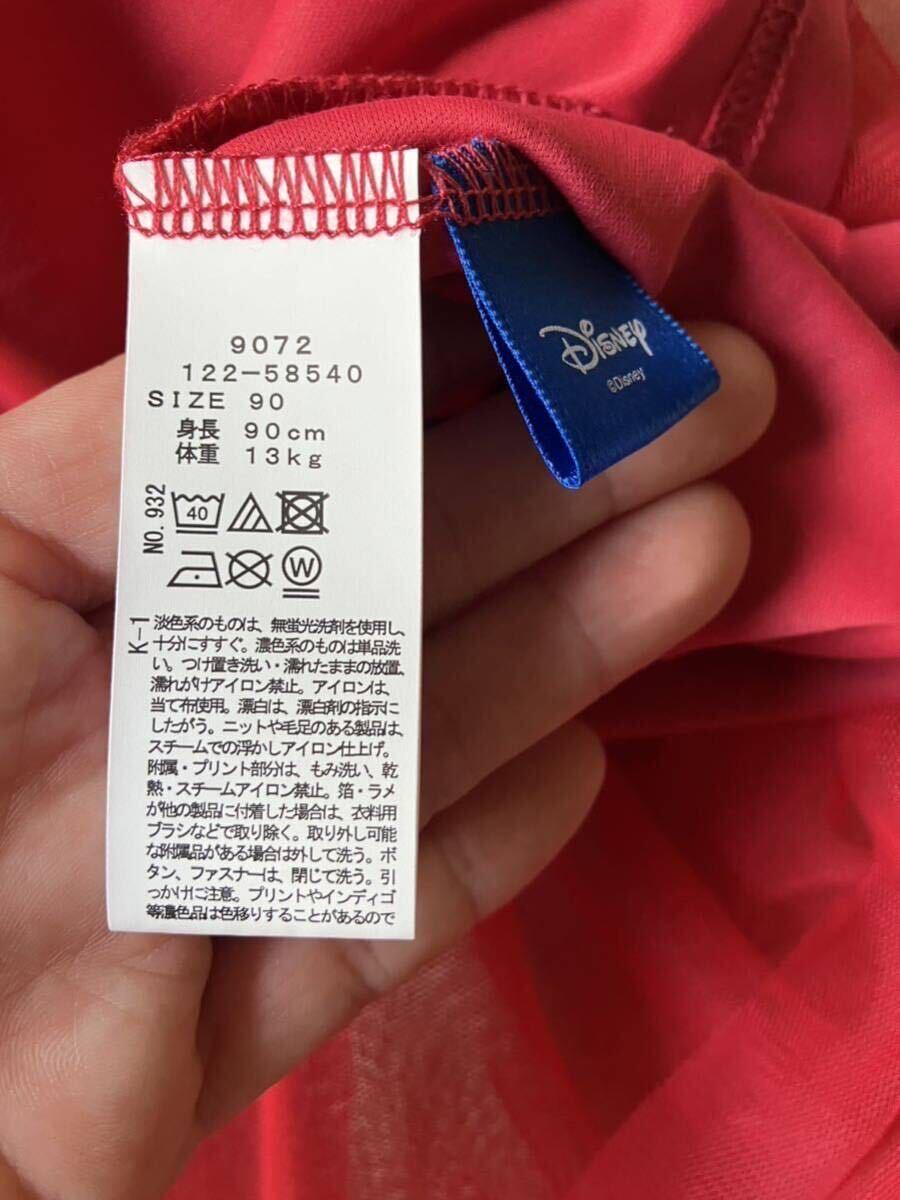 9072
122-58540
SIZE 90
身長 90cm
体重 13kg
NO. 932
40
W
K-1
淡色系のものは、無蛍光洗剤を使用し、
十分にすすぐ。濃色系のものは単品洗
い。つけ置き洗い・濡れたままの放置、
濡れがけアイロン禁止。アイロンは、
当て布使用。漂白は、漂白剤の指示に
したがう。ニットや毛足のある製品は、
スチームでの浮かしアイロン仕上げ。
附属・プリント部分は、もみ洗い、乾
熱・スチームアイロン禁止。箔・ラメ
が他の製品に付着した場合は、衣料用
ブラシなどで取り除く。取り外し可能
な附属品がある場合は外して洗う。ボ
タン、ファスナーは、閉じて洗う。引
っかけに注意。プリントやインディゴ
等濃色品は色移りすることがあるので
Disney
©Disney